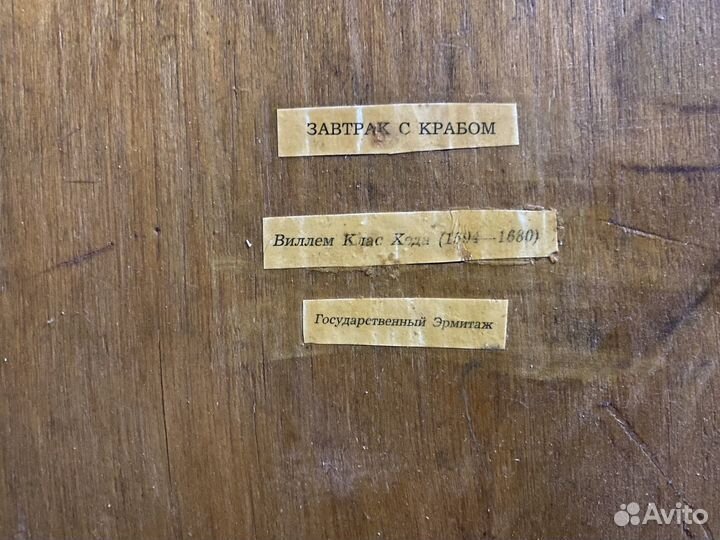 ЗАВТРАК С КРАБОМ
Виллем Клас Хеда (1594—1680)
Государственный Эрмитаж
Avito